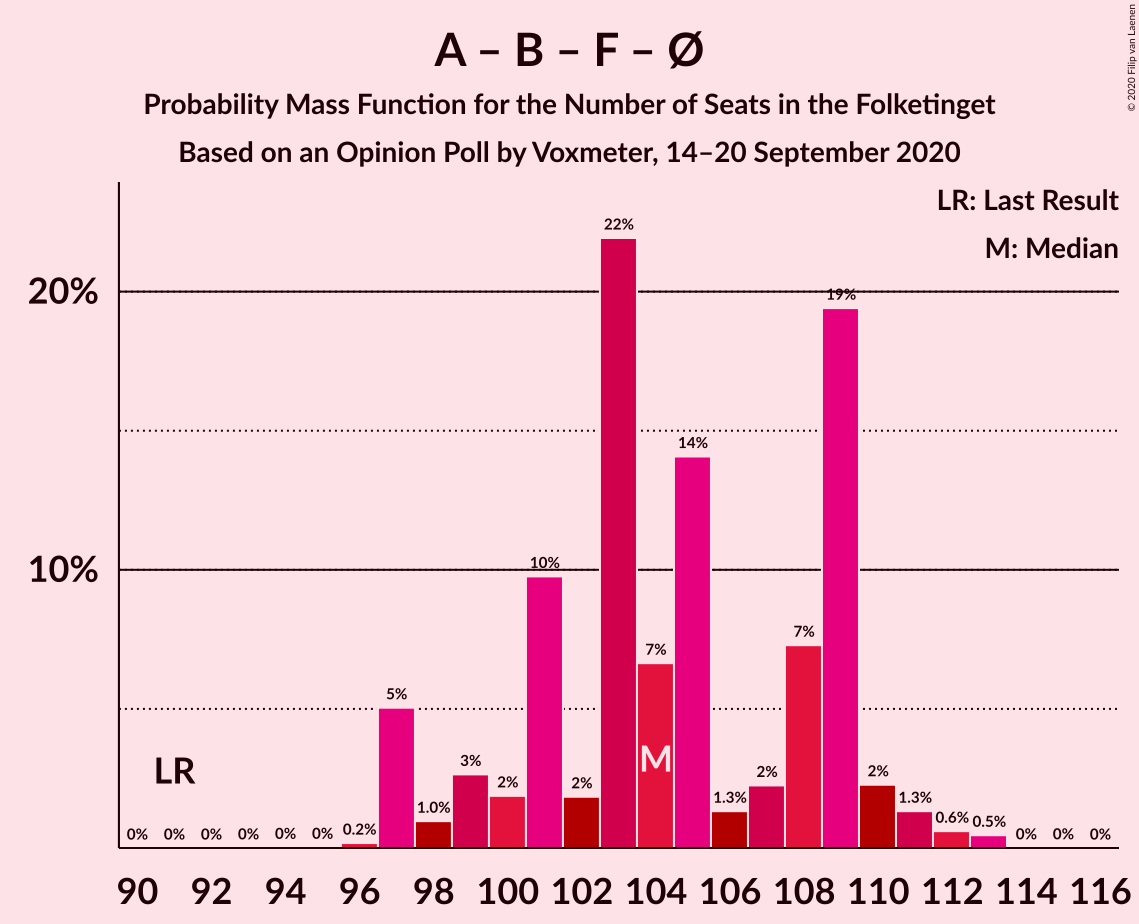 A – B – F – Ø
Probability Mass Function for the Number of Seats in the Folketinget
Based on an Opinion Poll by Voxmeter, 14–20 September 2020
© 2020 Filip van Laenen
LR: Last Result
M: Median
22%
20%
19%
14%
10%
10%
7%
7%
5%
M
LR
3%
2%
2%
2%
2%
1.0%
1.3%
1.3%
0.6%
0.5%
0% 0% 0% 0% 0% 0% 0.2% 0% 0% 0%
90 92 94 96 98 100 102 104 106 108 110 112 114 116